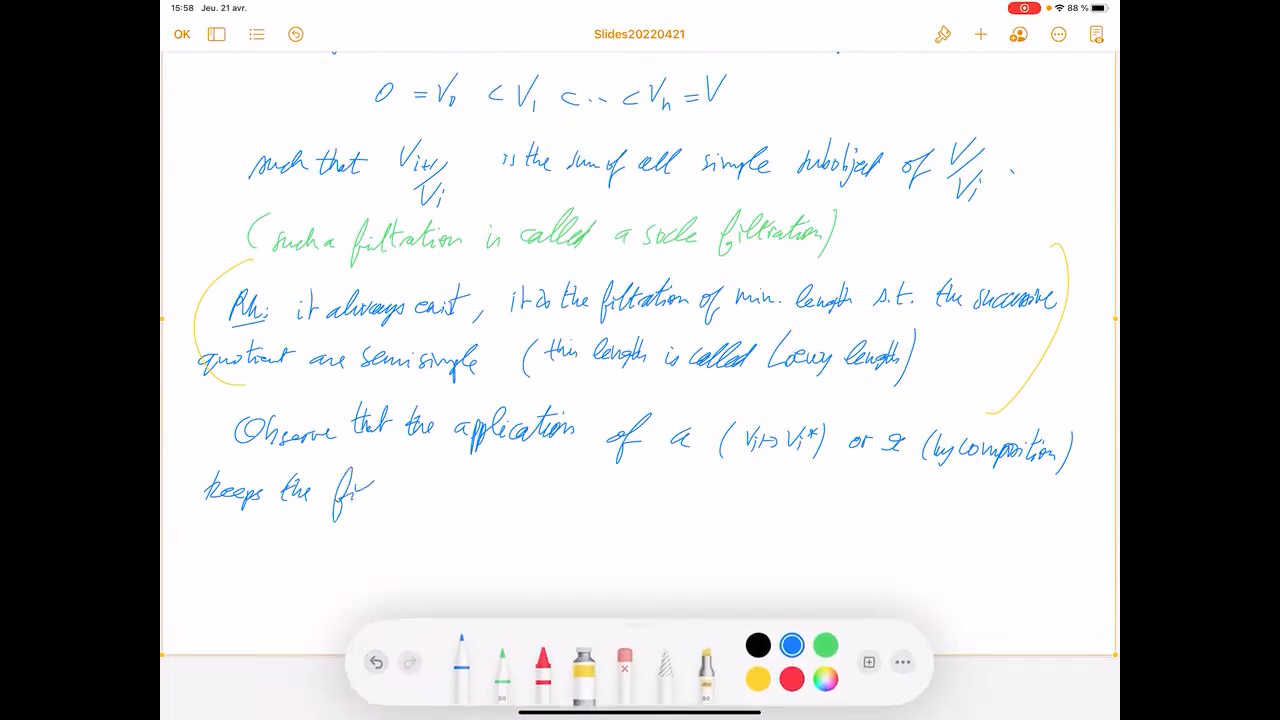 15:58 Jeu. 21 avr.
88 %
OK
Slides20220421
0 = V₀ ⊂ V₁ ⊂ ... ⊂ Vₙ = V
such that Vᵢ₊₁/Vᵢ is the sum of all simple subobject of V/Vᵢ.
(such a filtration is called a socle filtration)
Rk: it always exist, it is the filtration of min. length s.t. the successive
quotient are semisimple (this length is called Loewy length)
Observe that the application of a (Vᵢ ↦ Vᵢ*) or (by composition)
keeps the fi
80
80